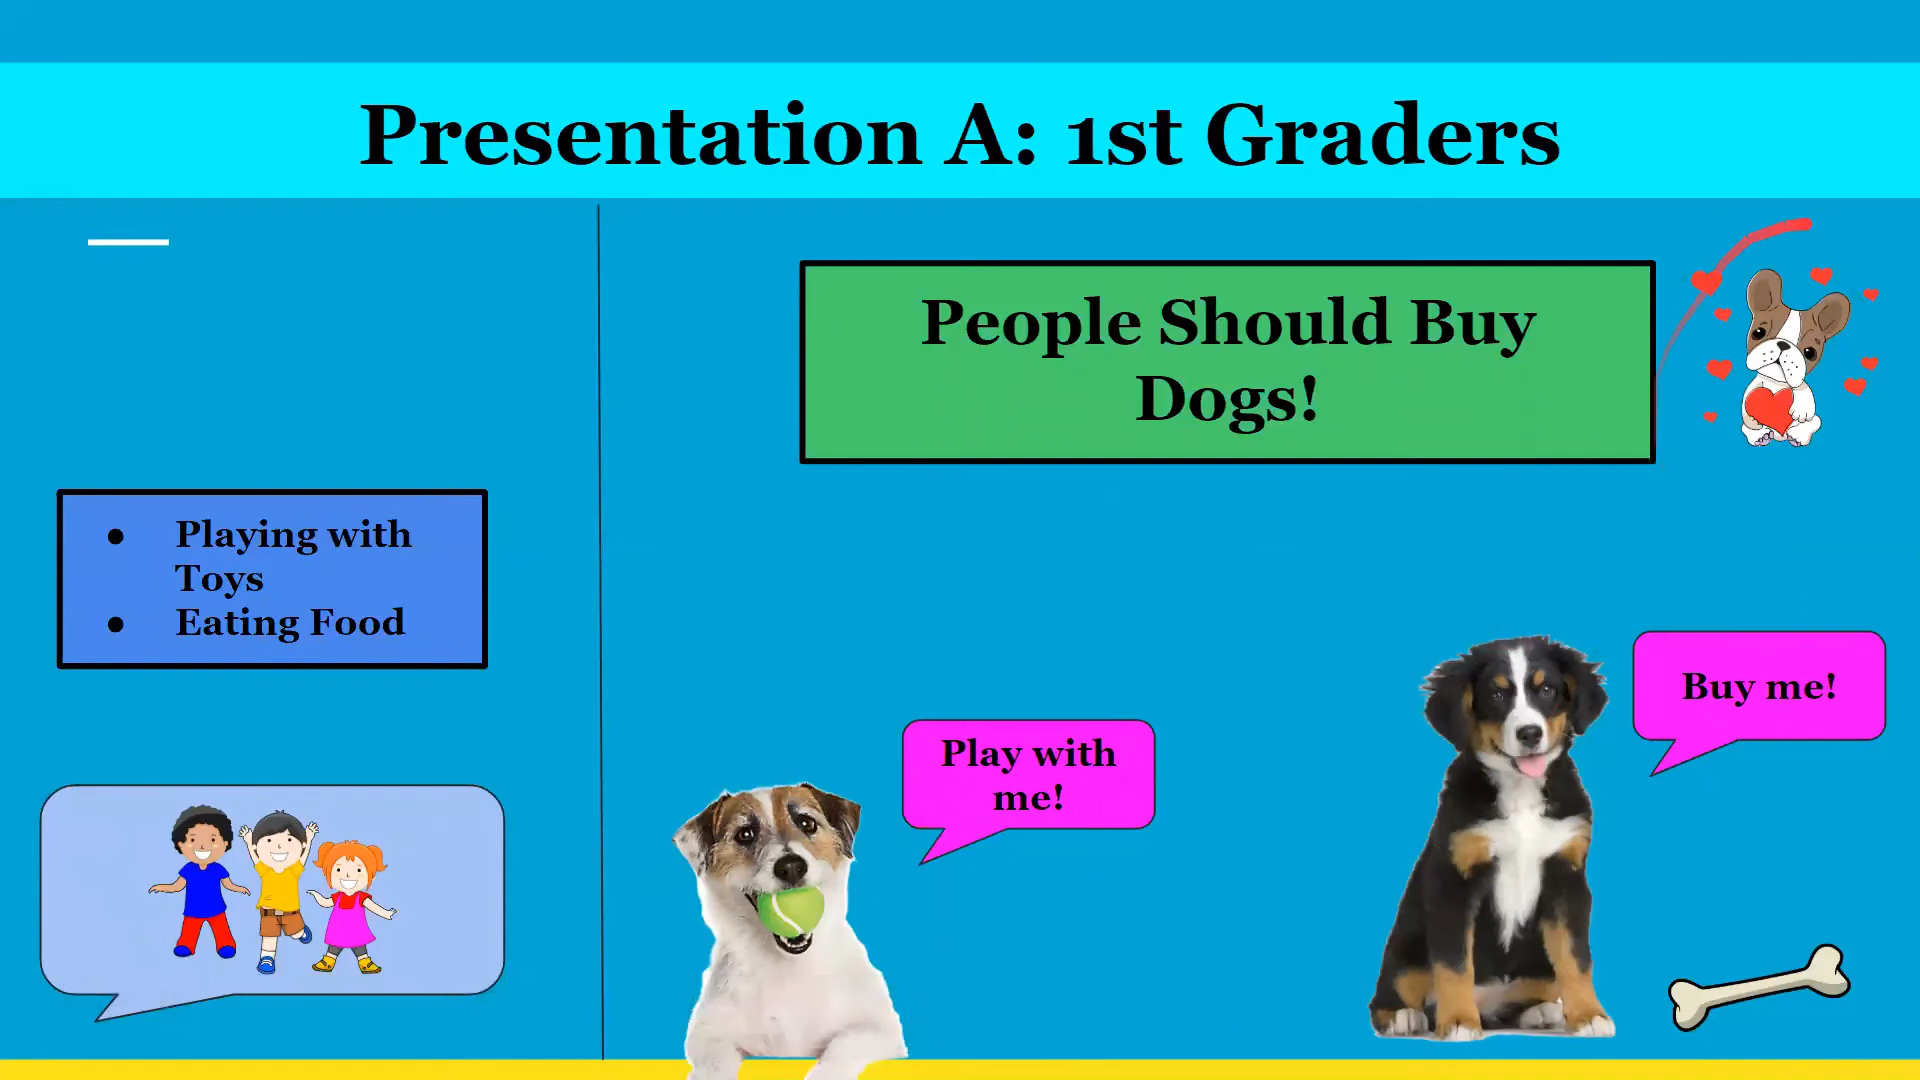 Presentation A: 1st Graders
People Should Buy
Dogs!
● Playing with
Toys
● Eating Food
Play with
me!
Buy me!